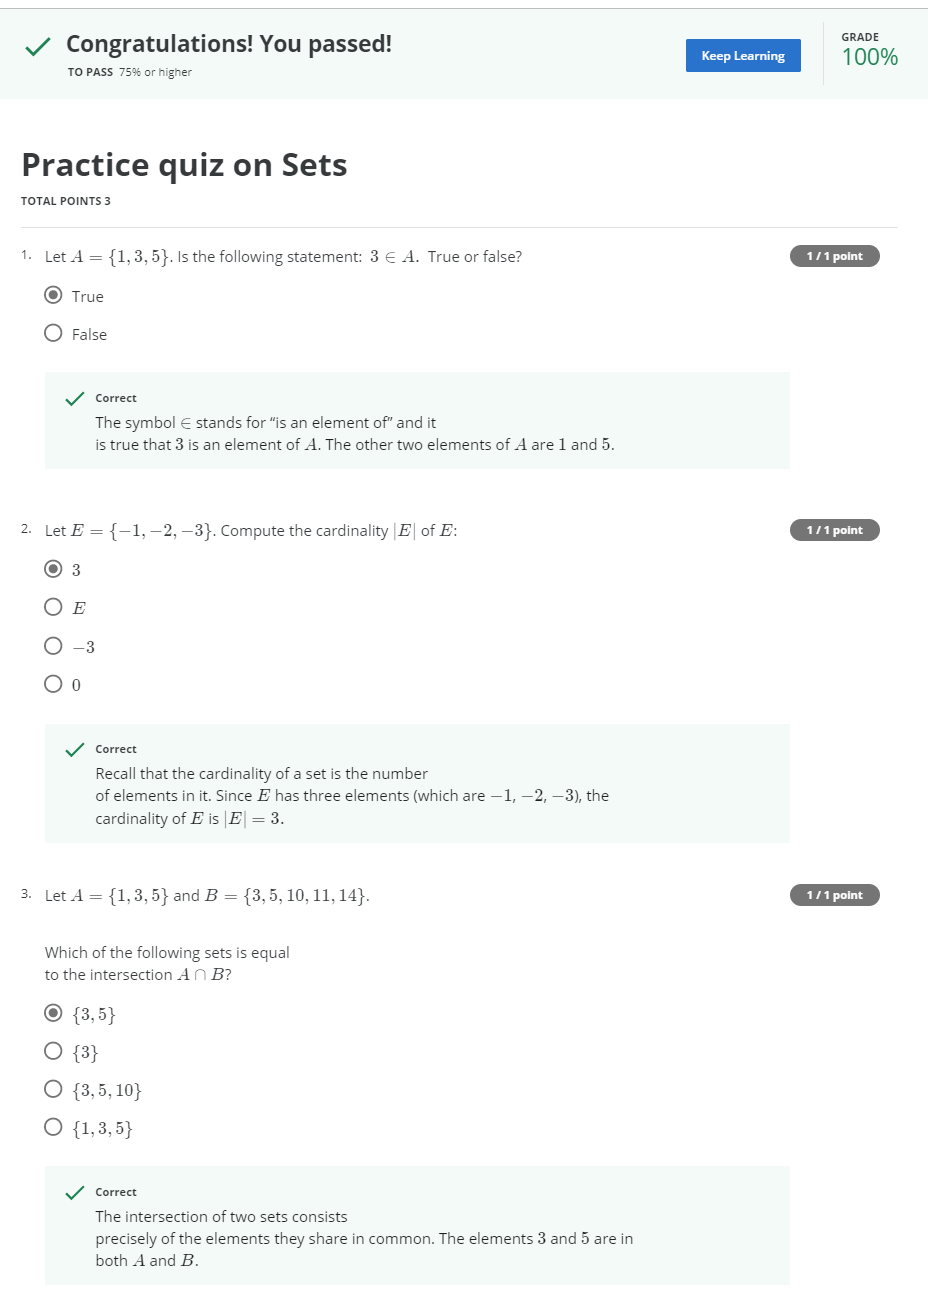 Congratulations! You passed!
TO PASS 75% or higher
Keep Learning
GRADE
100%
Practice quiz on Sets
TOTAL POINTS 3
1. Let A = {1, 3, 5}. Is the following statement: 3 ∈ A. True or false?
1 / 1 point
True
False
Correct
The symbol ∈ stands for “is an element of” and it
is true that 3 is an element of A. The other two elements of A are 1 and 5.
2. Let E = {−1, −2, −3}. Compute the cardinality |E| of E:
1 / 1 point
3
E
−3
0
Correct
Recall that the cardinality of a set is the number
of elements in it. Since E has three elements (which are −1, −2, −3), the
cardinality of E is |E| = 3.
3. Let A = {1, 3, 5} and B = {3, 5, 10, 11, 14}.
1 / 1 point
Which of the following sets is equal
to the intersection A ∩ B?
{3, 5}
{3}
{3, 5, 10}
{1, 3, 5}
Correct
The intersection of two sets consists
precisely of the elements they share in common. The elements 3 and 5 are in
both A and B.